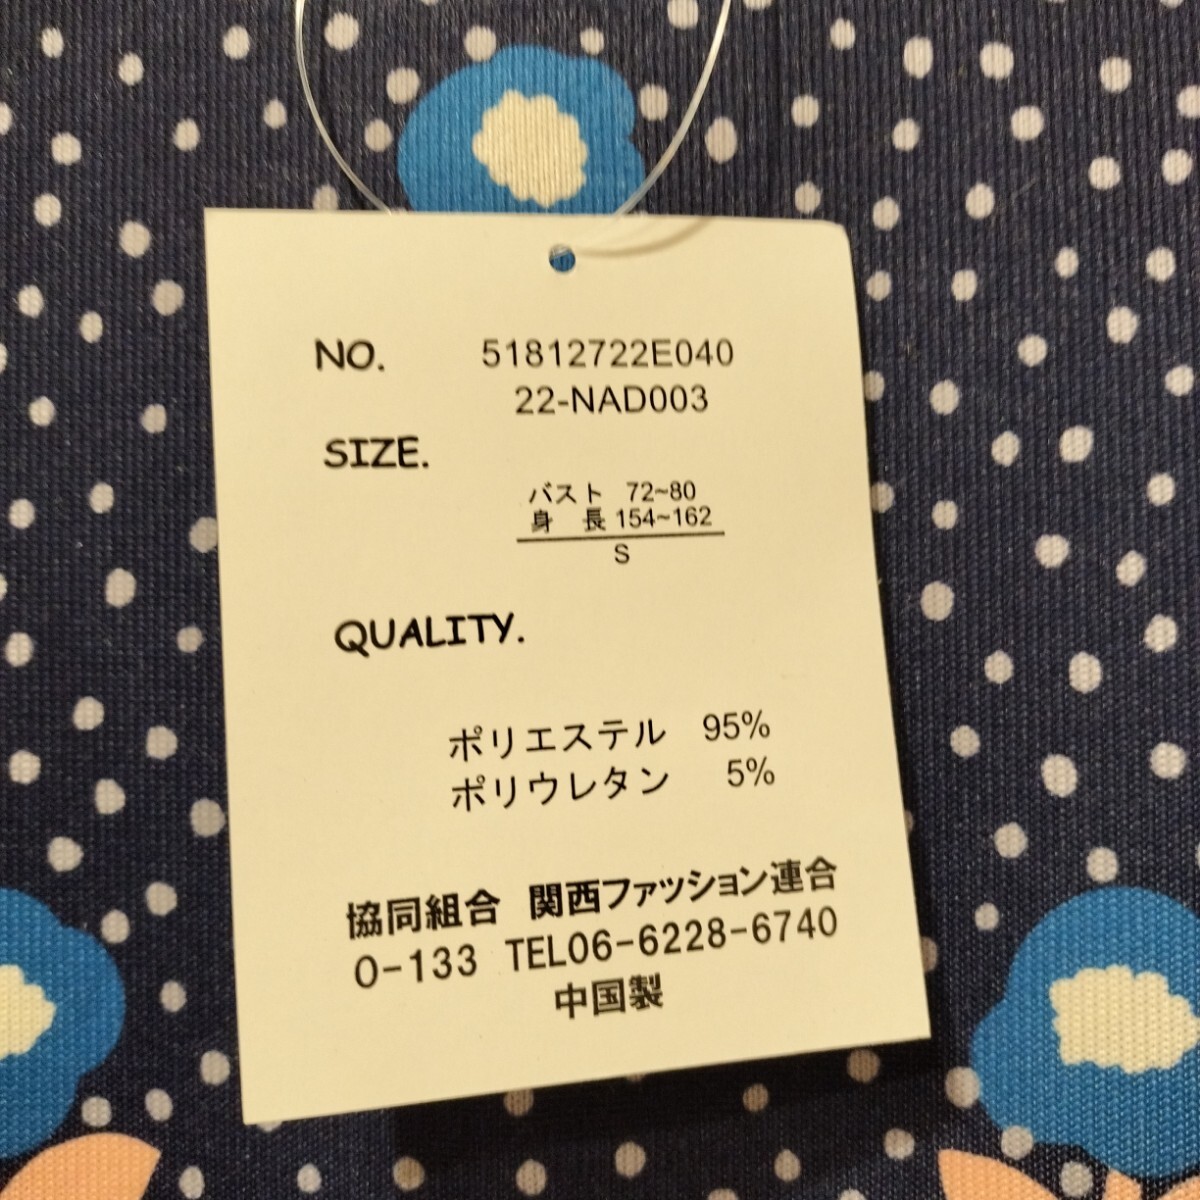 NO. 51812722E040
22-NAD003
SIZE.
バスト 72~80
身 長 154~162
S
QUALITY.
ポリエステル 95%
ポリウレタン 5%
協同組合 関西ファッション連合
O-133 TEL06-6228-6740
中国製